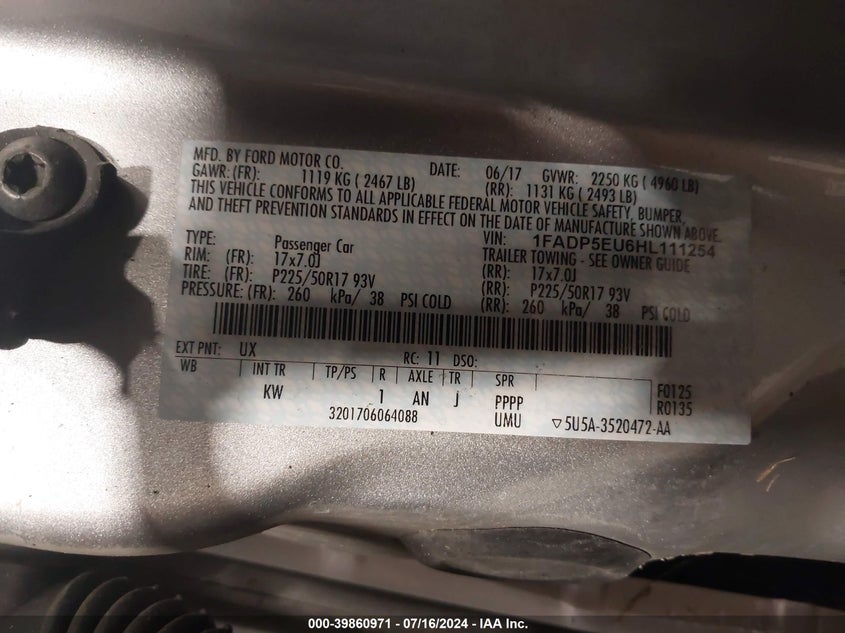 MFD. BY FORD MOTOR CO. DATE: 06/17 GVWR: 2250 KG ( 4960 LB)
GAWR: (FR): 1119 KG ( 2467 LB) (RR): 1131 KG ( 2493 LB)
THIS VEHICLE CONFORMS TO ALL APPLICABLE FEDERAL MOTOR VEHICLE SAFETY, BUMPER,
AND THEFT PREVENTION STANDARDS IN EFFECT ON THE DATE OF MANUFACTURE SHOWN ABOVE.
VIN: 1FADP5EU6HL111254
TYPE: Passenger Car TRAILER TOWING - SEE OWNER GUIDE
RIM: (FR): 17x7.0J (RR): 17x7.0J
TIRE: (FR): P225/50R17 93V (RR): P225/50R17 93V
PRESSURE: (FR): 260 kPa/ 38 PSI COLD (RR): 260 kPa/ 38 PSI COLD
EXT PNT: UX RC: 11 DSO:
WB INT TR TP/PS R AXLE TR SPR F0125
KW 1 AN J PPPP R0135
3201706064088 UMU ▽5U5A-3520472-AA
000-39860971 / 07/16/2024 - IAA Inc.